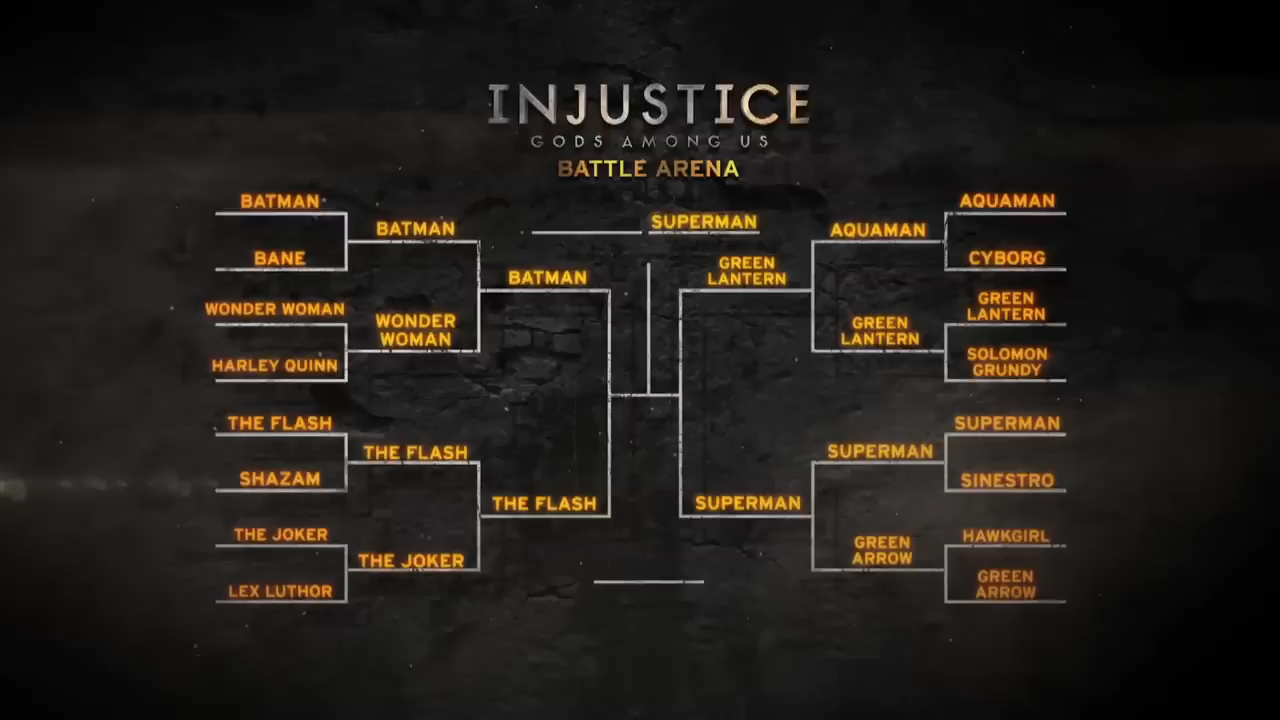 INJUSTICE
GODS AMONG US
BATTLE ARENA
BATMAN
BANE
WONDER WOMAN
HARLEY QUINN
THE FLASH
SHAZAM
THE JOKER
LEX LUTHOR
BATMAN
WONDER
WOMAN
THE FLASH
THE JOKER
BATMAN
THE FLASH
SUPERMAN
GREEN
LANTERN
SUPERMAN
AQUAMAN
GREEN
LANTERN
SUPERMAN
GREEN
ARROW
AQUAMAN
CYBORG
GREEN
LANTERN
SOLOMON
GRUNDY
SUPERMAN
SINESTRO
HAWKGIRL
GREEN
ARROW